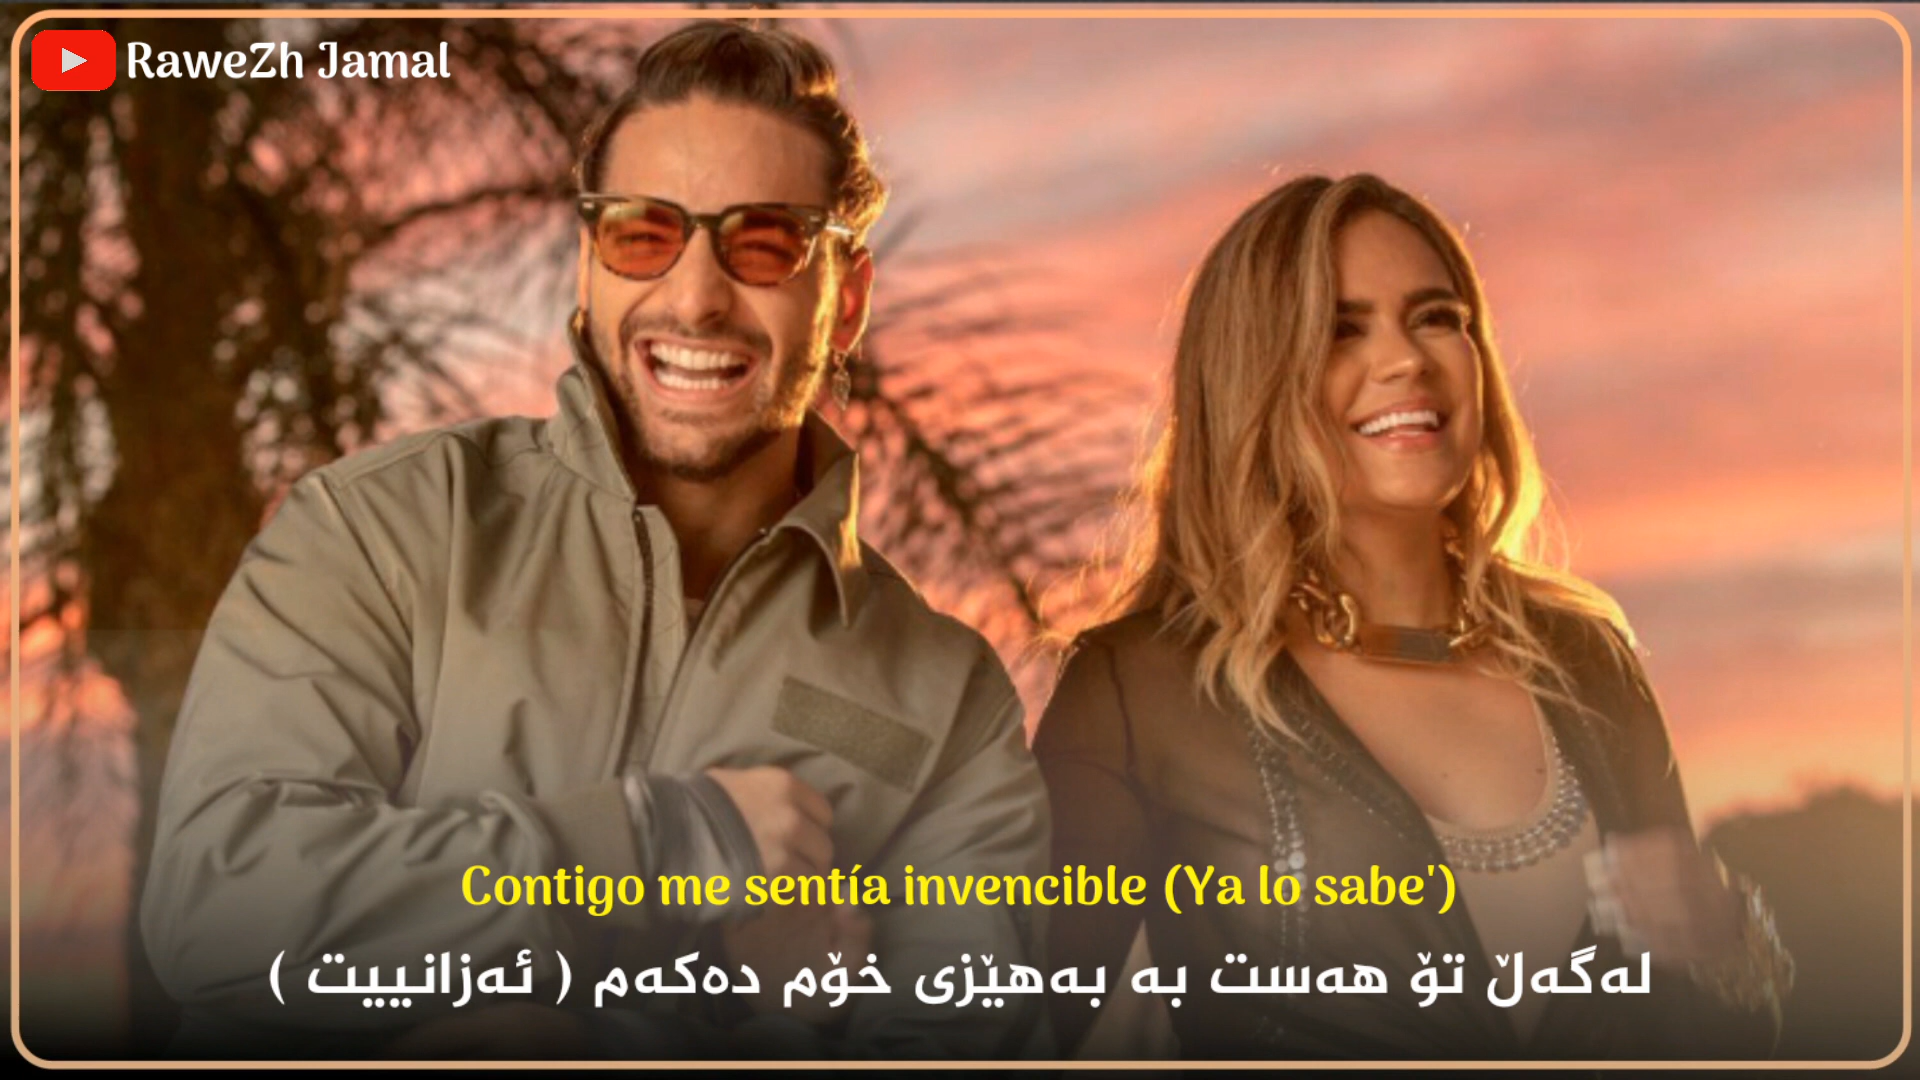 RaweZh Jamal
Contigo me sentía invencible (Ya lo sabe')
لەگەڵ تۆ هەست بە بەهێزی خۆم دەکەم ( ئەزانییت )